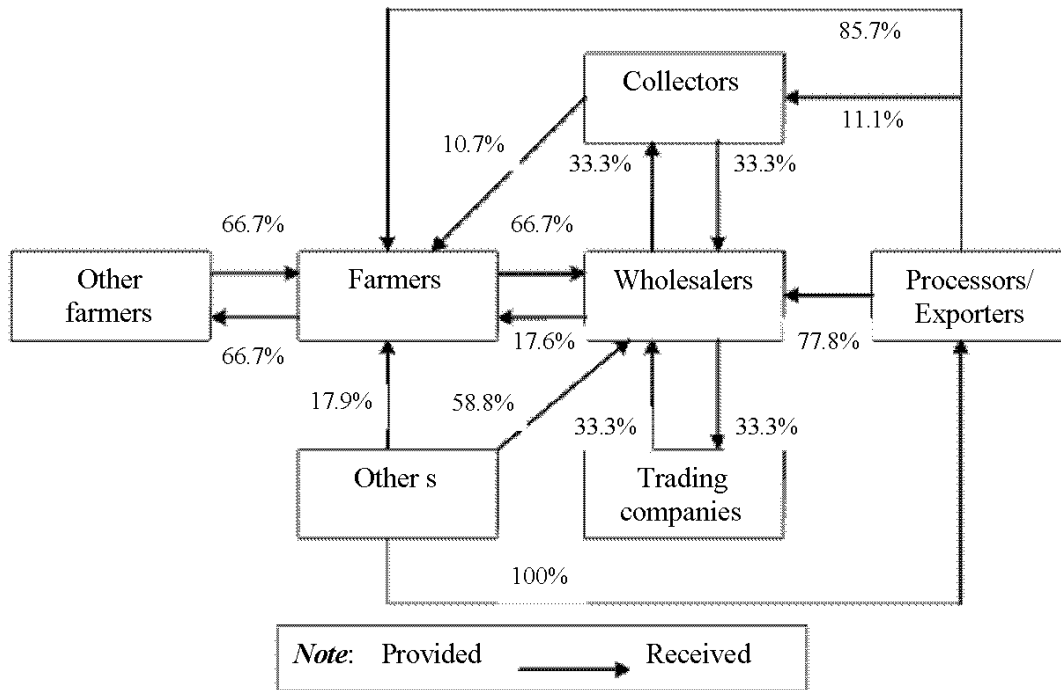 85.7%
Collectors
11.1%
10.7%
33.3%
33.3%
66.7%
66.7%
Other
farmers
Farmers
Wholesalers
Processors/
Exporters
66.7%
17.6%
77.8%
17.9%
58.8%
33.3%
33.3%
Other s
Trading
companies
100%
Note: Provided Received